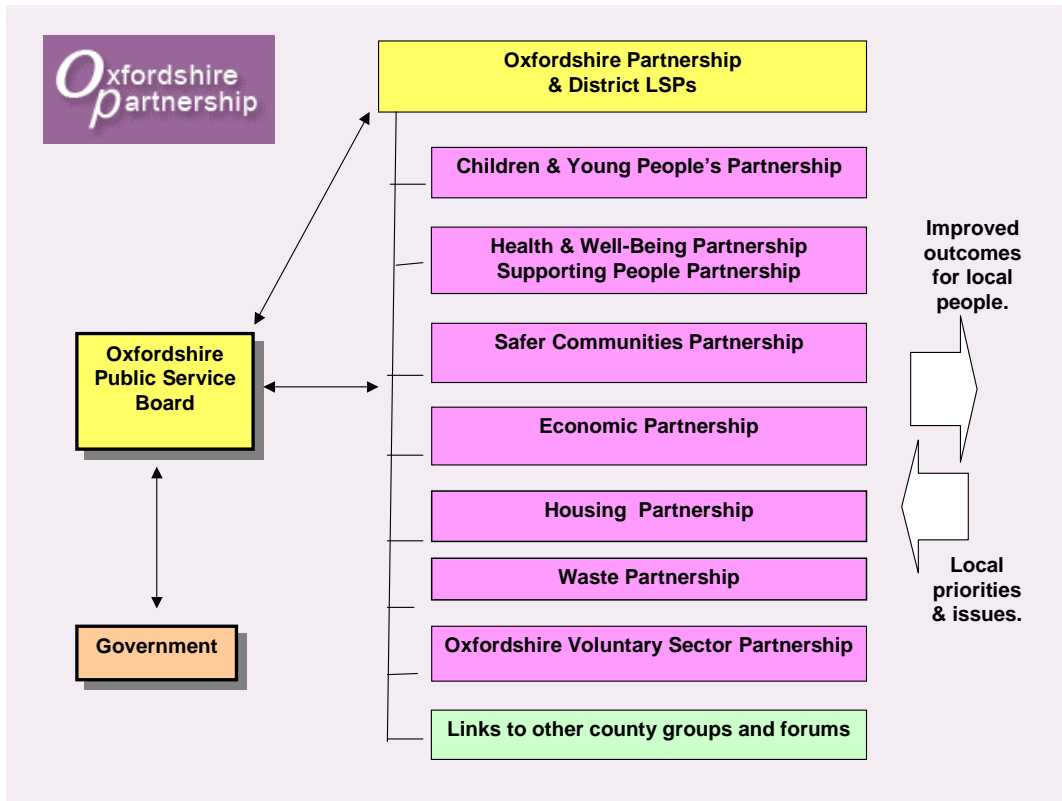 Oxfordshire
Partnership
Oxfordshire Partnership
& District LSPs
Children & Young People's Partnership
Health & Well-Being Partnership
Supporting People Partnership
Safer Communities Partnership
Economic Partnership
Housing Partnership
Waste Partnership
Oxfordshire Voluntary Sector Partnership
Links to other county groups and forums
Oxfordshire
Public Service
Board
Government
Improved
outcomes
for local
people.
Local
priorities
& issues.